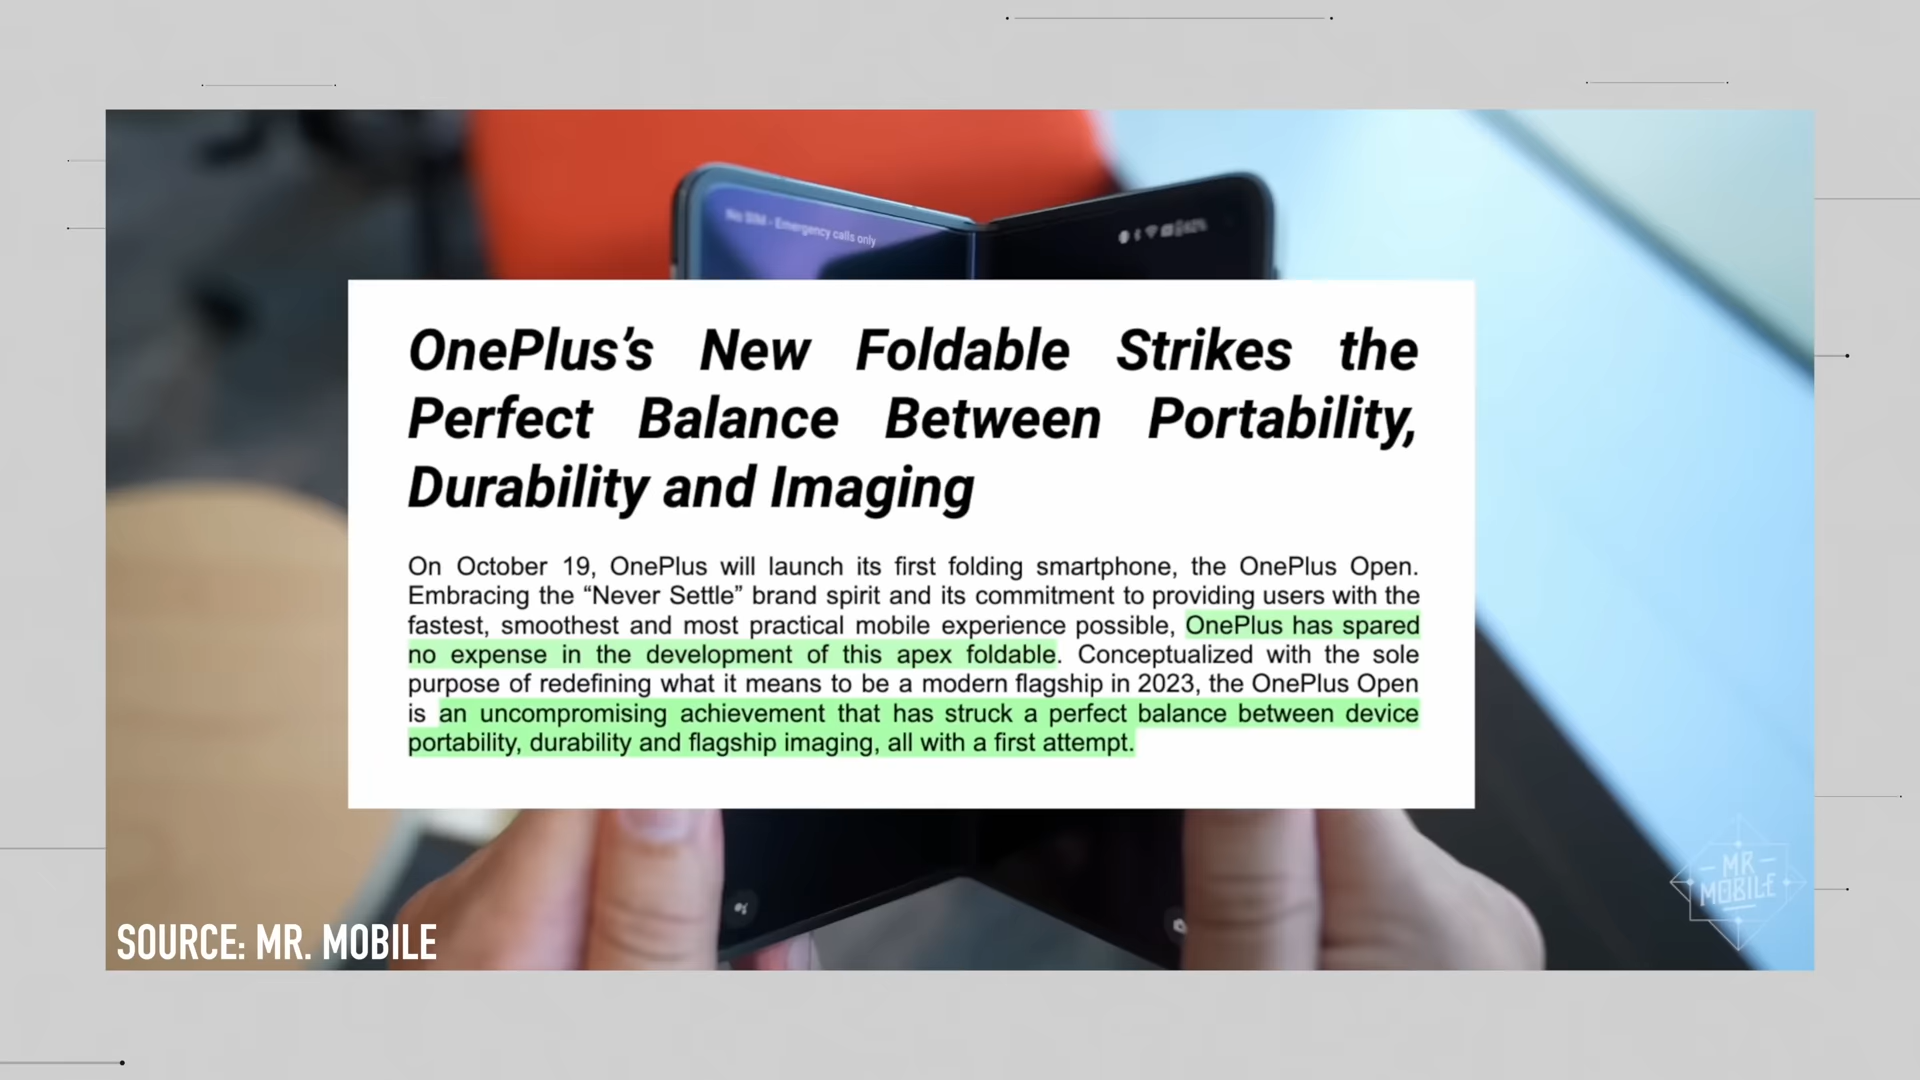 No SIM - Emergency calls only
OnePlus’s New Foldable Strikes the
Perfect Balance Between Portability,
Durability and Imaging
On October 19, OnePlus will launch its first folding smartphone, the OnePlus Open.
Embracing the “Never Settle” brand spirit and its commitment to providing users with the
fastest, smoothest and most practical mobile experience possible, OnePlus has spared
no expense in the development of this apex foldable. Conceptualized with the sole
purpose of redefining what it means to be a modern flagship in 2023, the OnePlus Open
is an uncompromising achievement that has struck a perfect balance between device
portability, durability and flagship imaging, all with a first attempt.
MR
MOBILE
SOURCE: MR. MOBILE